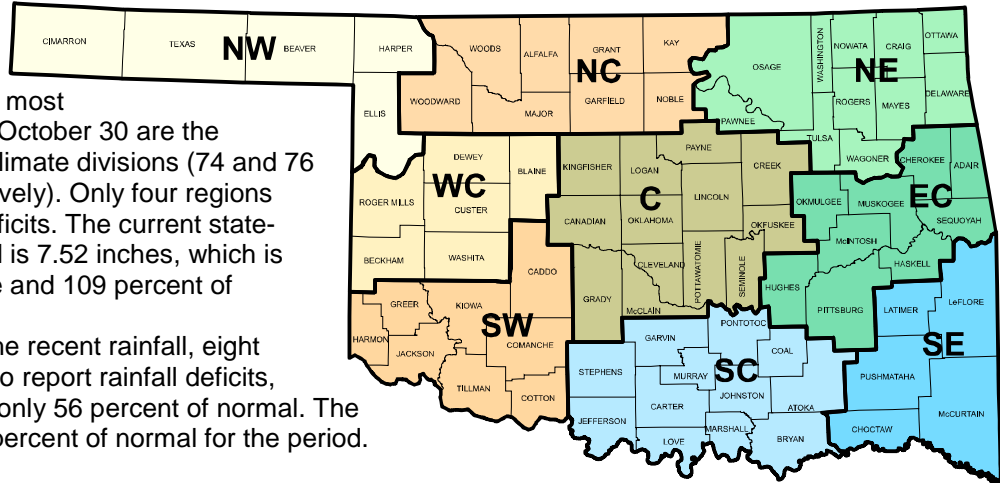 CIMARRON
TEXAS
BEAVER
HARPER
NW
ELLIS
WOODS
ALFALFA
GRANT
KAY
NC
WOODWARD
MAJOR
GARFIELD
NOBLE
OSAGE
WASHINGTON
NOWATA
CRAIG
OTTAWA
NE
ROGERS
MAYES
DELAWARE
PAWNEE
TULSA
WAGONER
most
October 30 are the
limate divisions (74 and 76
vely). Only four regions
ficits. The current state-
d is 7.52 inches, which is
e and 109 percent of
he recent rainfall, eight
o report rainfall deficits,
only 56 percent of normal. The
percent of normal for the period.
DEWEY
BLAINE
WC
ROGER MILLS
CUSTER
BECKHAM
WASHITA
KINGFISHER
LOGAN
PAYNE
CREEK
C
LINCOLN
CANADIAN
OKLAHOMA
OKFUSKEE
CLEVELAND
POTTAWATOMIE
SEMINOLE
GRADY
McCLAIN
CHEROKEE
ADAIR
EC
OKMULGEE
MUSKOGEE
SEQUOYAH
McINTOSH
HASKELL
HUGHES
PITTSBURG
CADDO
GREER
KIOWA
SW
HARMON
JACKSON
COMANCHE
TILLMAN
COTTON
PONTOTOC
GARVIN
STEPHENS
COAL
SC
MURRAY
JOHNSTON
CARTER
ATOKA
JEFFERSON
MARSHALL
LOVE
BRYAN
LeFLORE
LATIMER
SE
PUSHMATAHA
McCURTAIN
CHOCTAW